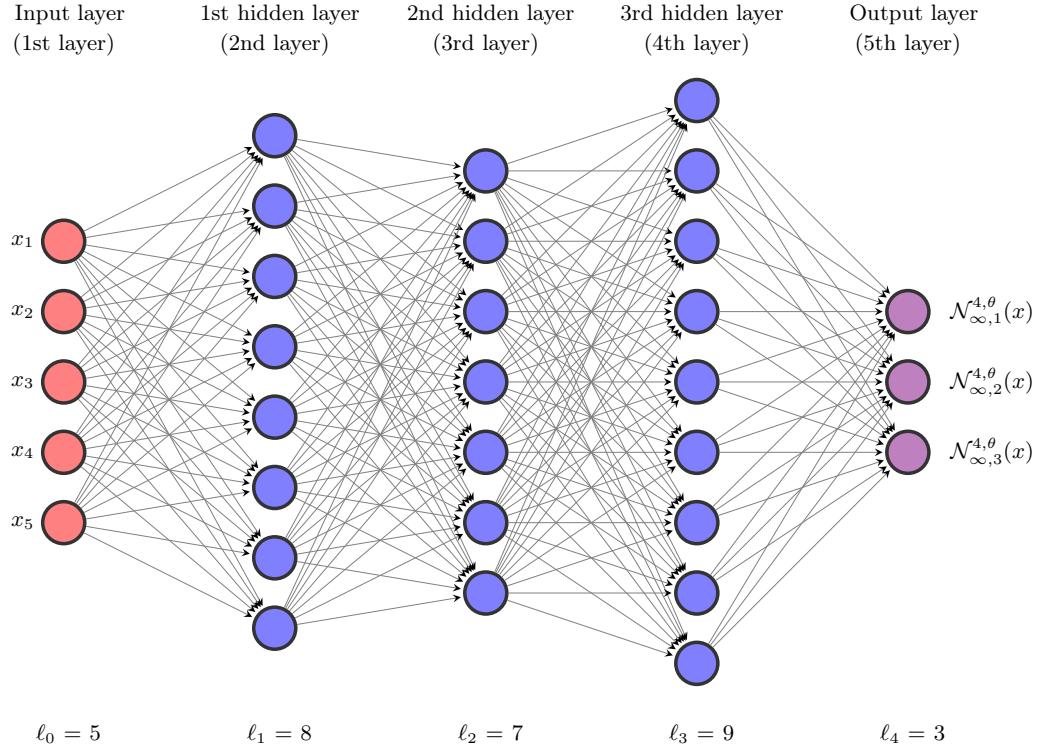 Input layer
(1st layer)
1st hidden layer
(2nd layer)
2nd hidden layer
(3rd layer)
3rd hidden layer
(4th layer)
Output layer
(5th layer)
x₁
x₂
x₃
x₄
x₅
𝒩^{4,θ}_{∞,1}(x)
𝒩^{4,θ}_{∞,2}(x)
𝒩^{4,θ}_{∞,3}(x)
ℓ₀ = 5
ℓ₁ = 8
ℓ₂ = 7
ℓ₃ = 9
ℓ₄ = 3